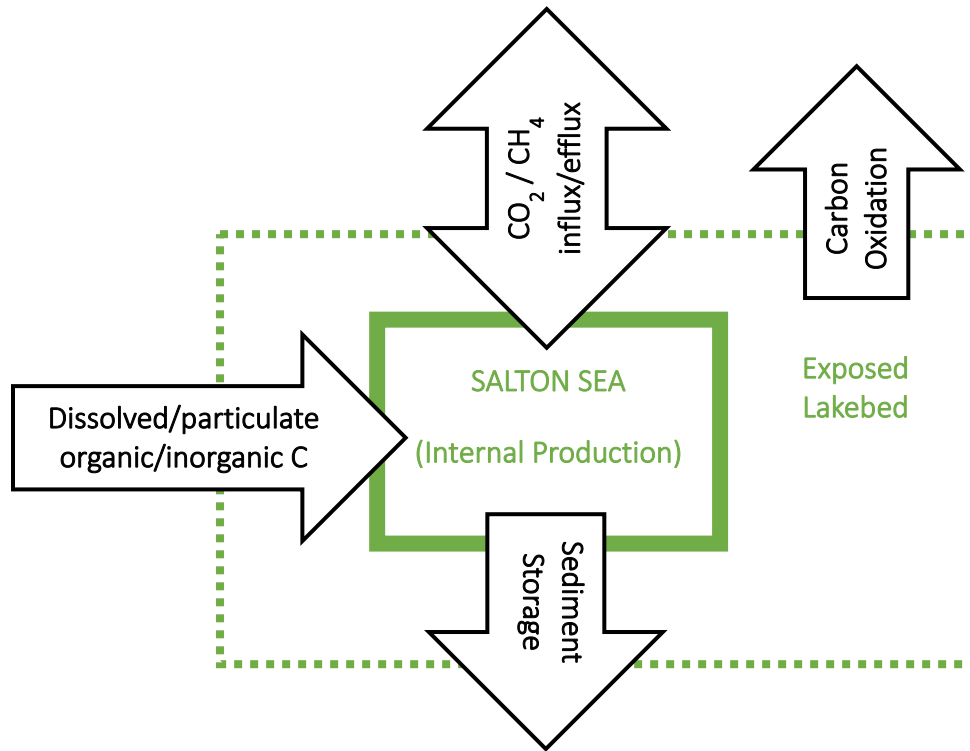 CO₂ / CH₄
influx/efflux
Carbon
Oxidation
SALTON SEA
(Internal Production)
Exposed
Lakebed
Dissolved/particulate
organic/inorganic C
Sediment
Storage